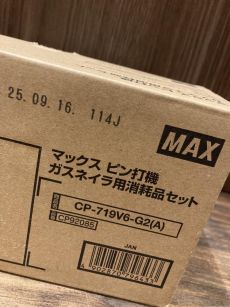 25.09.16. 114J
MAX
マックス ピン打機
ガスネイラ用消耗品セット
CP-719V6-G2(A)
JAN